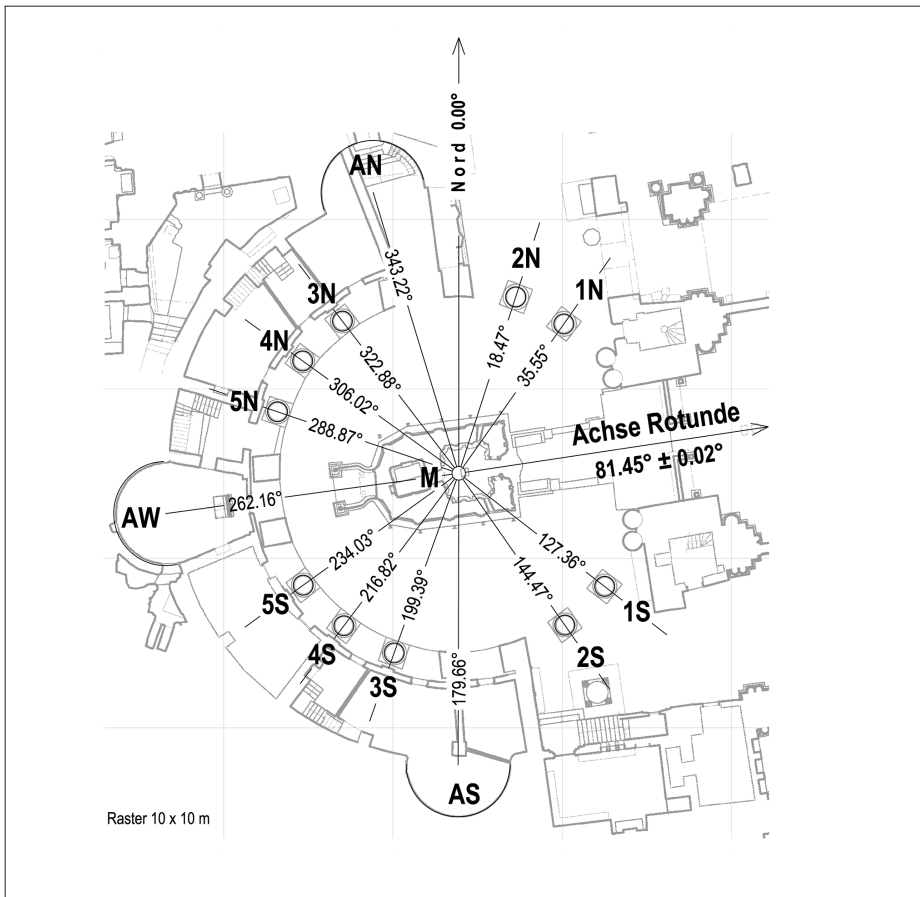 Nord 0.00°
AN
343.22°
2N
18.47°
1N
35.55°
3N
322.88°
4N
306.02°
5N
288.87°
Achse Rotunde
81.45° ± 0.02°
M
AW
262.16°
234.03°
5S
216.82°
4S
199.39°
3S
179.66°
AS
127.36°
1S
144.47°
2S
Raster 10 x 10 m